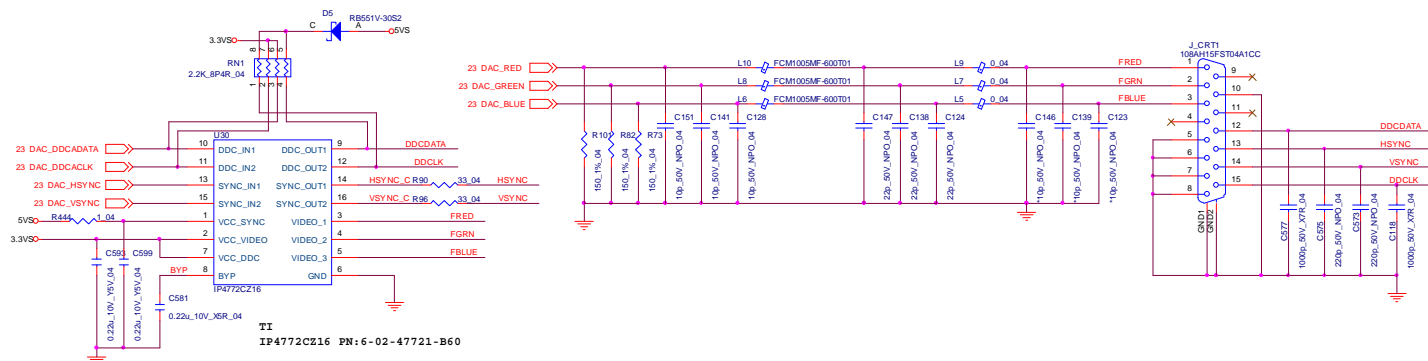 D5
RB551V-30S2
C
A
5VS
3.3VS
8
7
6
5
RN1
2.2K_8P4R_04
1
2
3
4
U30
23 DAC_DDCADATA
10
DDC_IN1
DDC_OUT1
9
DDCDATA
23 DAC_DDCACLK
11
DDC_IN2
DDC_OUT2
12
DDCLK
23 DAC_HSYNC
13
SYNC_IN1
SYNC_OUT1
14
HSYNC_C
R90
33_04
HSYNC
23 DAC_VSYNC
15
SYNC_IN2
SYNC_OUT2
16
VSYNC_C
R96
33_04
VSYNC
5VS
R444
1_04
1
VCC_SYNC
VIDEO_1
3
FRED
3.3VS
2
VCC_VIDEO
VIDEO_2
4
FGRN
7
VCC_DDC
VIDEO_3
5
FBLUE
BYP
8
BYP
GND
6
IP4772CZ16
C593
0.22u_10V_Y5V_04
C599
0.22u_10V_Y5V_04
C581
0.22u_10V_X5R_04
TI
IP4772CZ16 PN:6-02-47721-B60
23 DAC_RED
L10
FCM1005MF-600T01
L9
0_04
FRED
23 DAC_GREEN
L8
FCM1005MF-600T01
L7
0_04
FGRN
23 DAC_BLUE
L6
FCM1005MF-600T01
L5
0_04
FBLUE
R101
150_1%_04
R82
150_1%_04
R73
150_1%_04
C151
10p_50V_NPO_04
C141
10p_50V_NPO_04
C128
10p_50V_NPO_04
C147
22p_50V_NPO_04
C138
22p_50V_NPO_04
C124
22p_50V_NPO_04
C146
*10p_50V_NPO_04
C139
*10p_50V_NPO_04
C123
*10p_50V_NPO_04
J_CRT1
108AH15FST04A1CC
1
2
3
4
5
6
7
8
9
10
11
12
13
14
15
GND1
GND2
DDCDATA
HSYNC
VSYNC
DDCLK
C577
1000p_50V_X7R_04
C575
220p_50V_NPO_04
C573
220p_50V_NPO_04
C118
1000p_50V_X7R_04